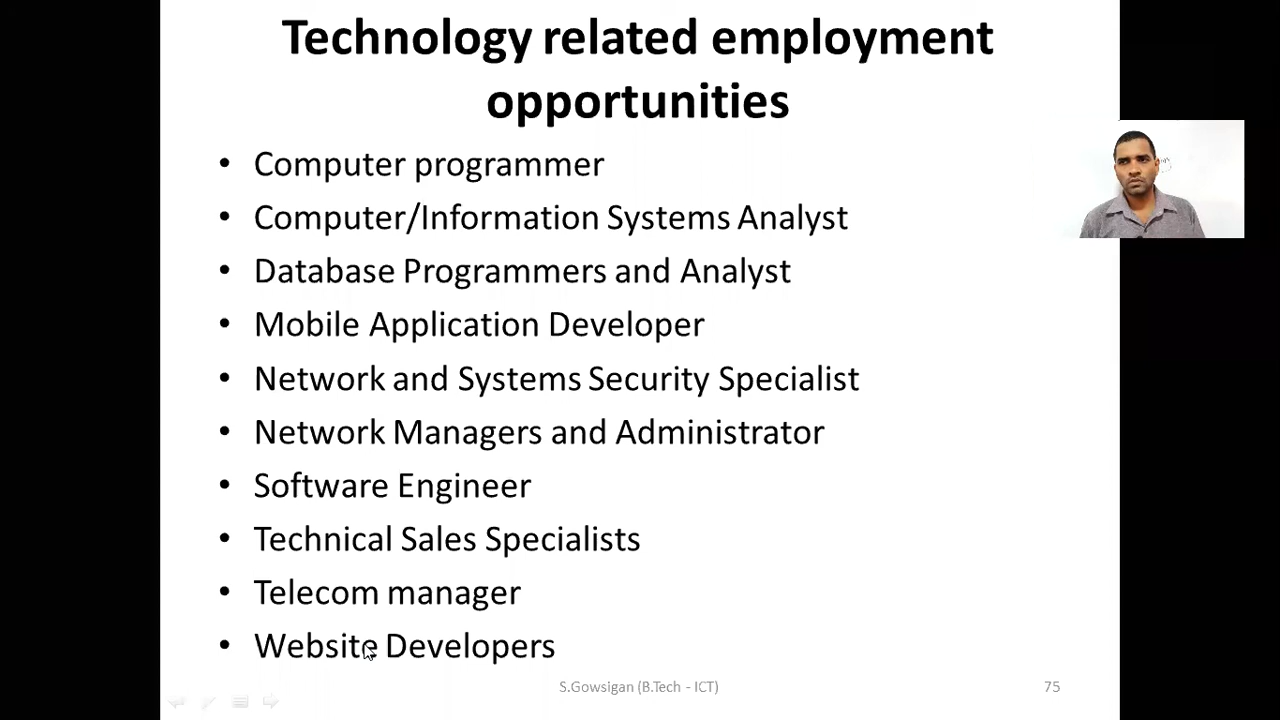 Technology related employment
opportunities
• Computer programmer
• Computer/Information Systems Analyst
• Database Programmers and Analyst
• Mobile Application Developer
• Network and Systems Security Specialist
• Network Managers and Administrator
• Software Engineer
• Technical Sales Specialists
• Telecom manager
• Website Developers
S.Gowsigan (B.Tech - ICT)
75